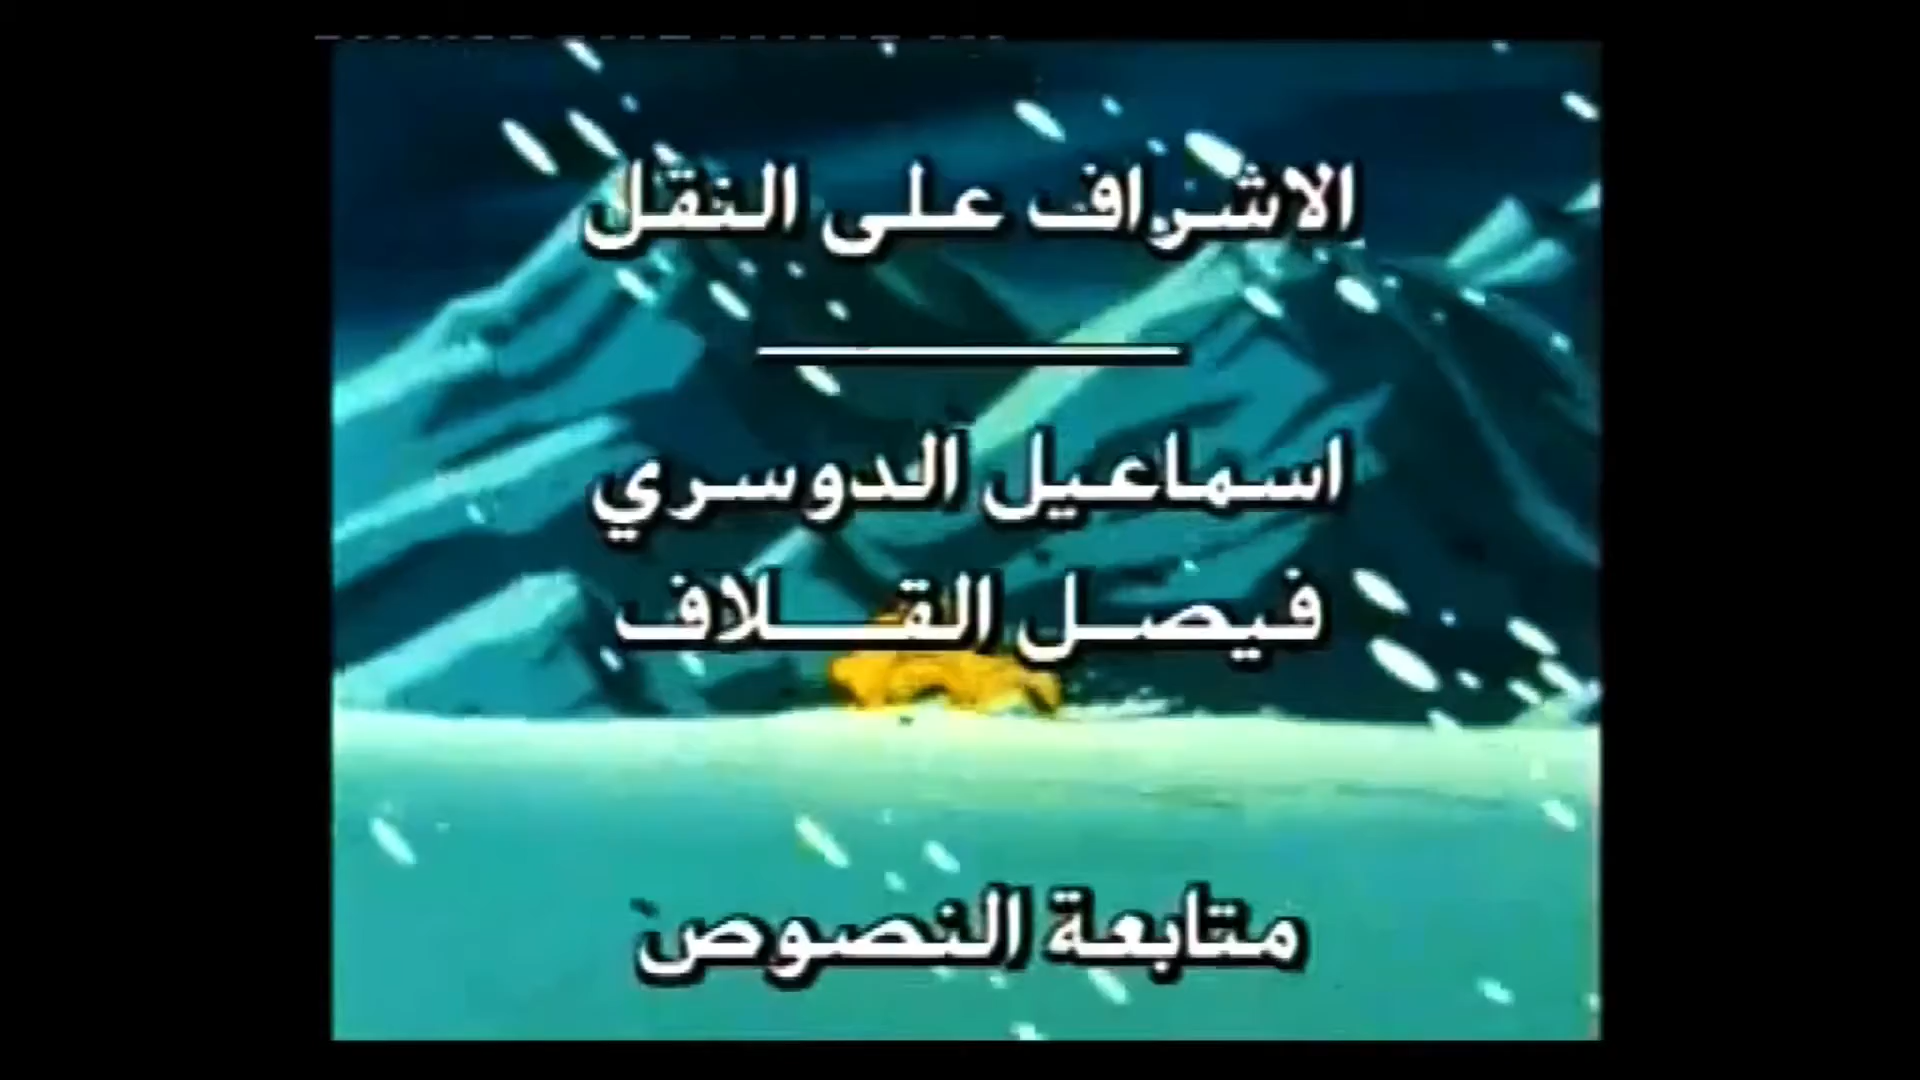 الاشراف على النقل
اسماعيل الدوسري
فيصل القلاف
متابعة النصوص